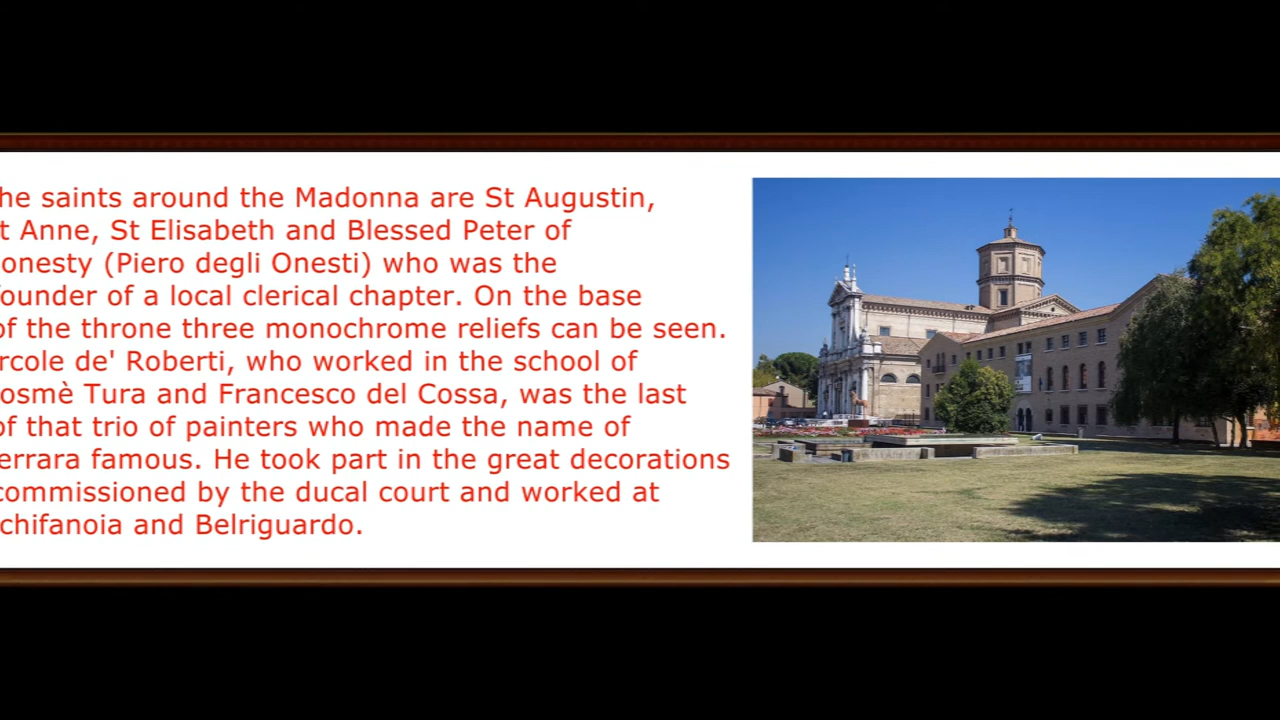 he saints around the Madonna are St Augustin,
t Anne, St Elisabeth and Blessed Peter of
onesty (Piero degli Onesti) who was the
founder of a local clerical chapter. On the base
of the throne three monochrome reliefs can be seen.
rcole de' Roberti, who worked in the school of
osmè Tura and Francesco del Cossa, was the last
of that trio of painters who made the name of
errara famous. He took part in the great decorations
commissioned by the ducal court and worked at
chifanoia and Belriguardo.